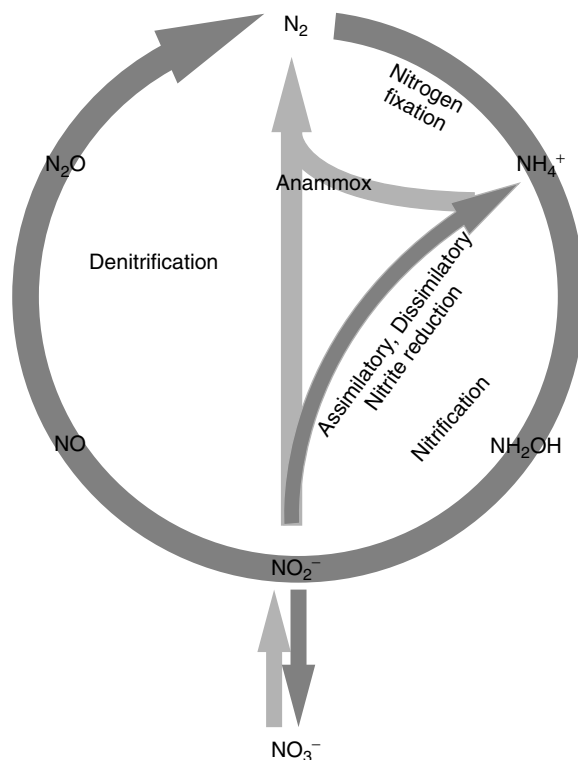 N₂
Nitrogen
fixation
N₂O
NH₄⁺
Anammox
Denitrification
Assimilatory, Dissimilatory
Nitrite reduction
Nitrification
NO
NH₂OH
NO₂⁻
NO₃⁻